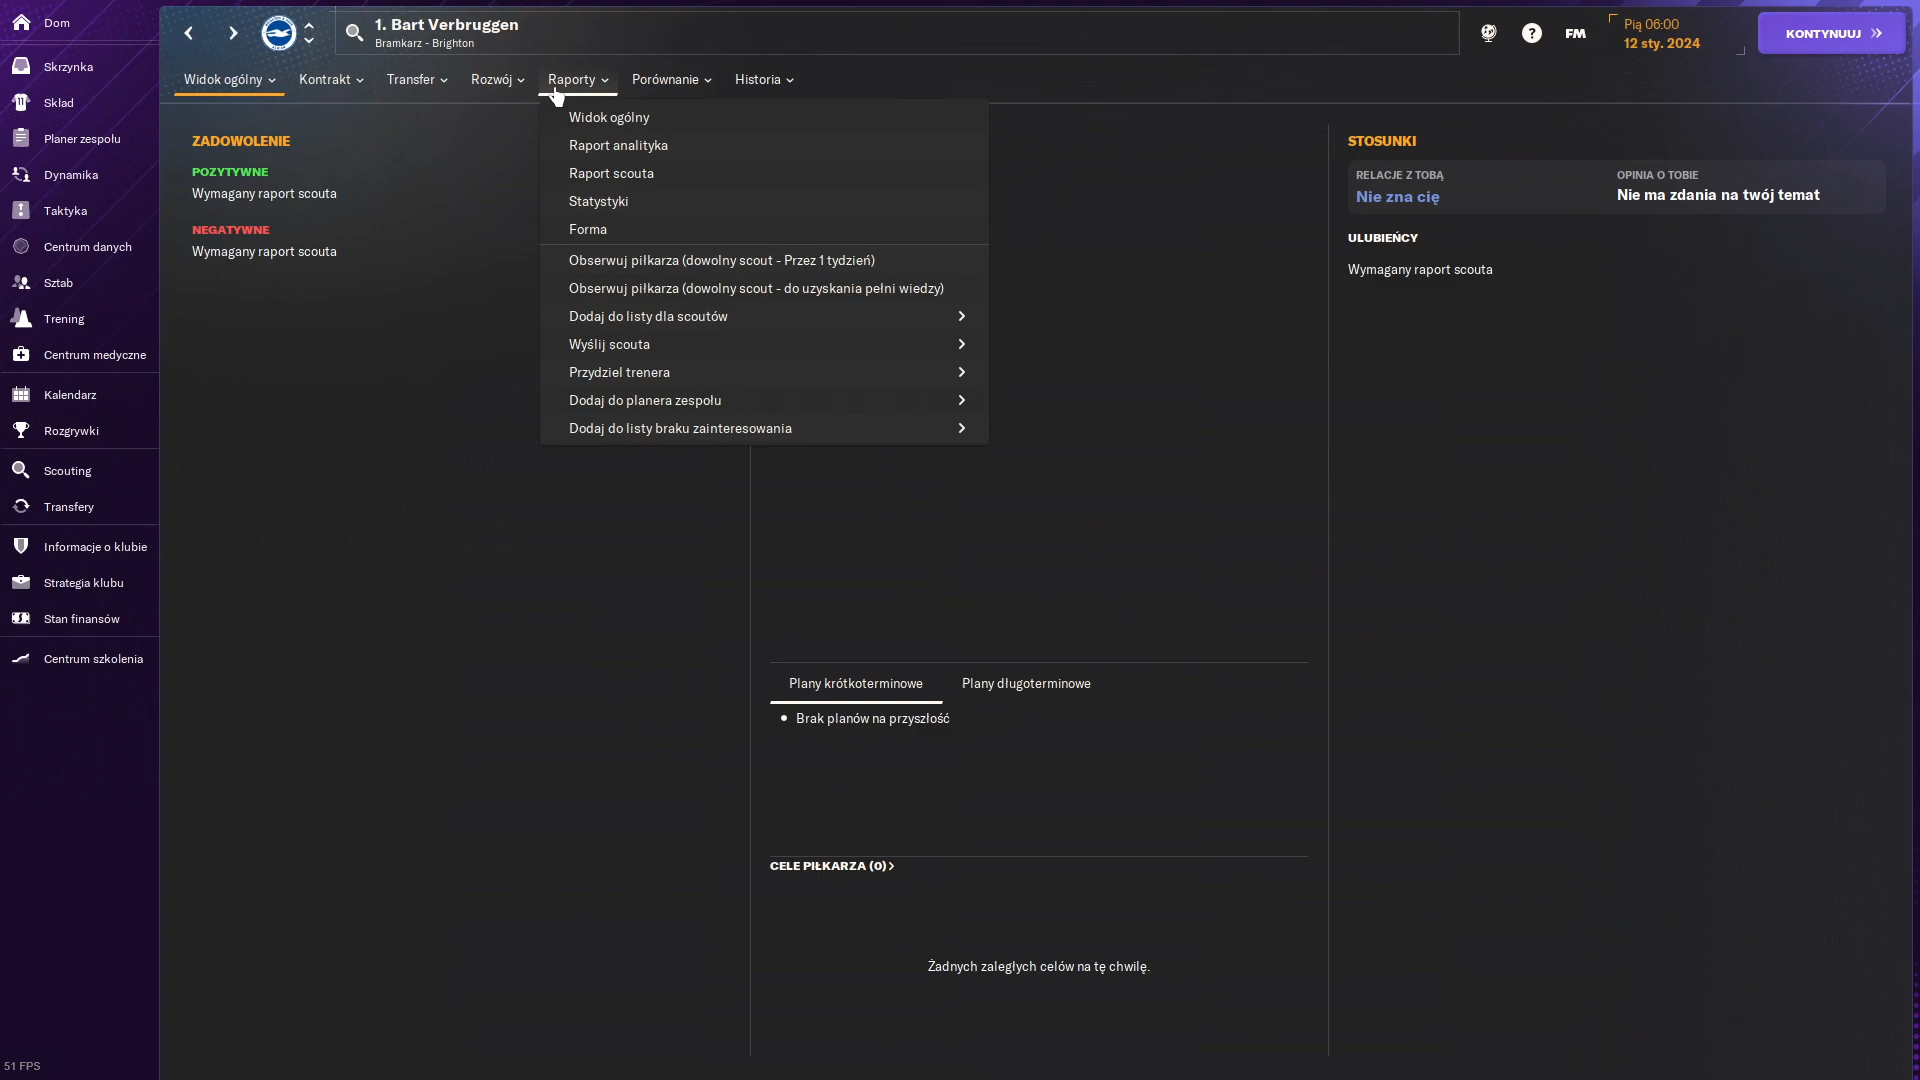 Dom
Skrzynka
Skład
Planer zespołu
Dynamika
Taktyka
Centrum danych
Sztab
Trening
Centrum medyczne
Kalendarz
Rozgrywki
Scouting
Transfery
Informacje o klubie
Strategia klubu
Stan finansów
Centrum szkolenia
51 FPS
1. Bart Verbruggen
Bramkarz - Brighton
?
FM
Pią 06:00
12 sty. 2024
KONTYNUUJ
Widok ogólny
Kontrakt
Transfer
Rozwój
Raporty
Porównanie
Historia
ZADOWOLENIE
POZYTYWNE
Wymagany raport scouta
NEGATYWNE
Wymagany raport scouta
Widok ogólny
Raport analityka
Raport scouta
Statystyki
Forma
Obserwuj piłkarza (dowolny scout - Przez 1 tydzień)
Obserwuj piłkarza (dowolny scout - do uzyskania pełni wiedzy)
Dodaj do listy dla scoutów
Wyślij scouta
Przydziel trenera
Dodaj do planera zespołu
Dodaj do listy braku zainteresowania
Plany krótkoterminowe
Plany długoterminowe
Brak planów na przyszłość
CELE PIŁKARZA (0)
Żadnych zaległych celów na tę chwilę.
STOSUNKI
RELACJE Z TOBĄ
Nie zna cię
OPINIA O TOBIE
Nie ma zdania na twój temat
ULUBIEŃCY
Wymagany raport scouta